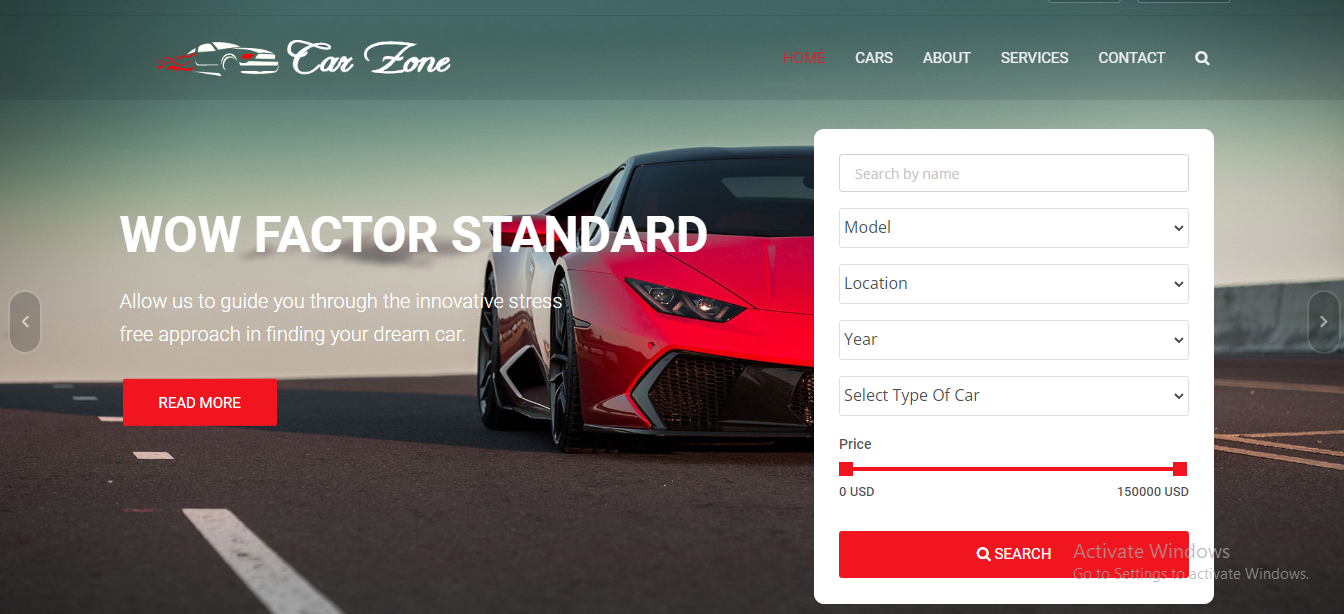 Car Zone
HOME CARS ABOUT SERVICES CONTACT
WOW FACTOR STANDARD
Allow us to guide you through the innovative stress
free approach in finding your dream car.
READ MORE
Search by name
Model
Location
Year
Select Type Of Car
Price
0 USD 150000 USD
SEARCH
Activate Windows
Go to Settings to activate Windows.